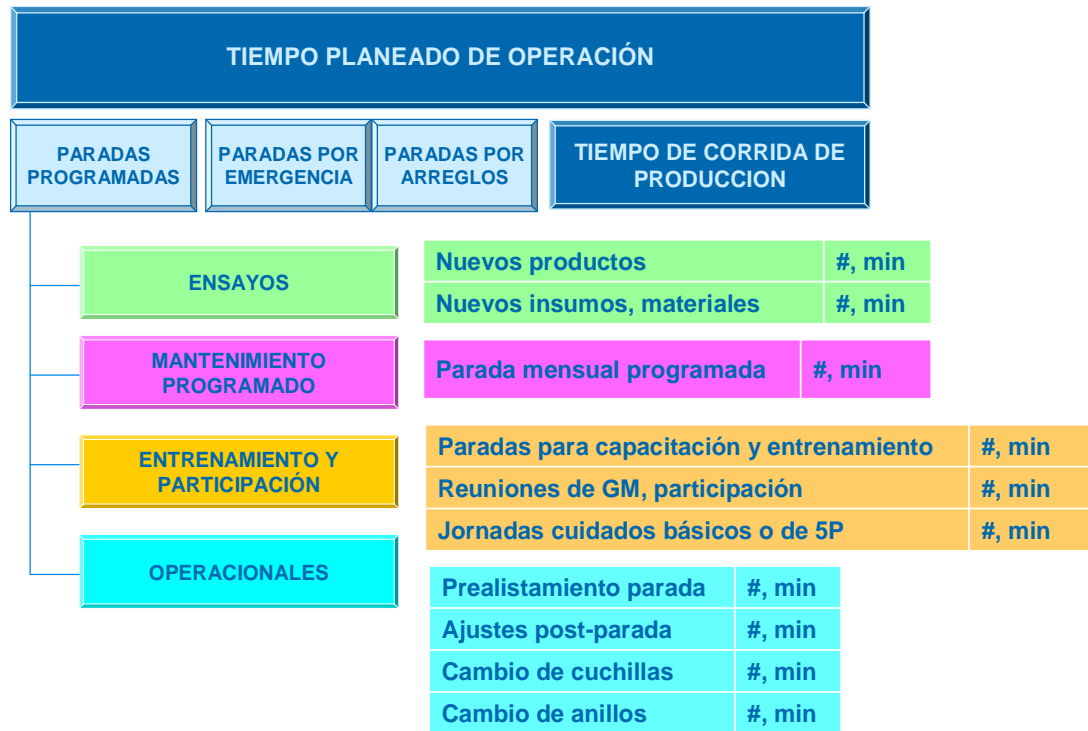 TIEMPO PLANEADO DE OPERACIÓN
PARADAS
PROGRAMADAS
PARADAS POR
EMERGENCIA
PARADAS POR
ARREGLOS
TIEMPO DE CORRIDA DE
PRODUCCION
ENSAYOS
Nuevos productos #, min
Nuevos insumos, materiales #, min
MANTENIMIENTO
PROGRAMADO
Parada mensual programada #, min
ENTRENAMIENTO Y
PARTICIPACIÓN
Paradas para capacitación y entrenamiento #, min
Reuniones de GM, participación #, min
Jornadas cuidados básicos o de 5P #, min
OPERACIONALES
Prealistamiento parada #, min
Ajustes post-parada #, min
Cambio de cuchillas #, min
Cambio de anillos #, min